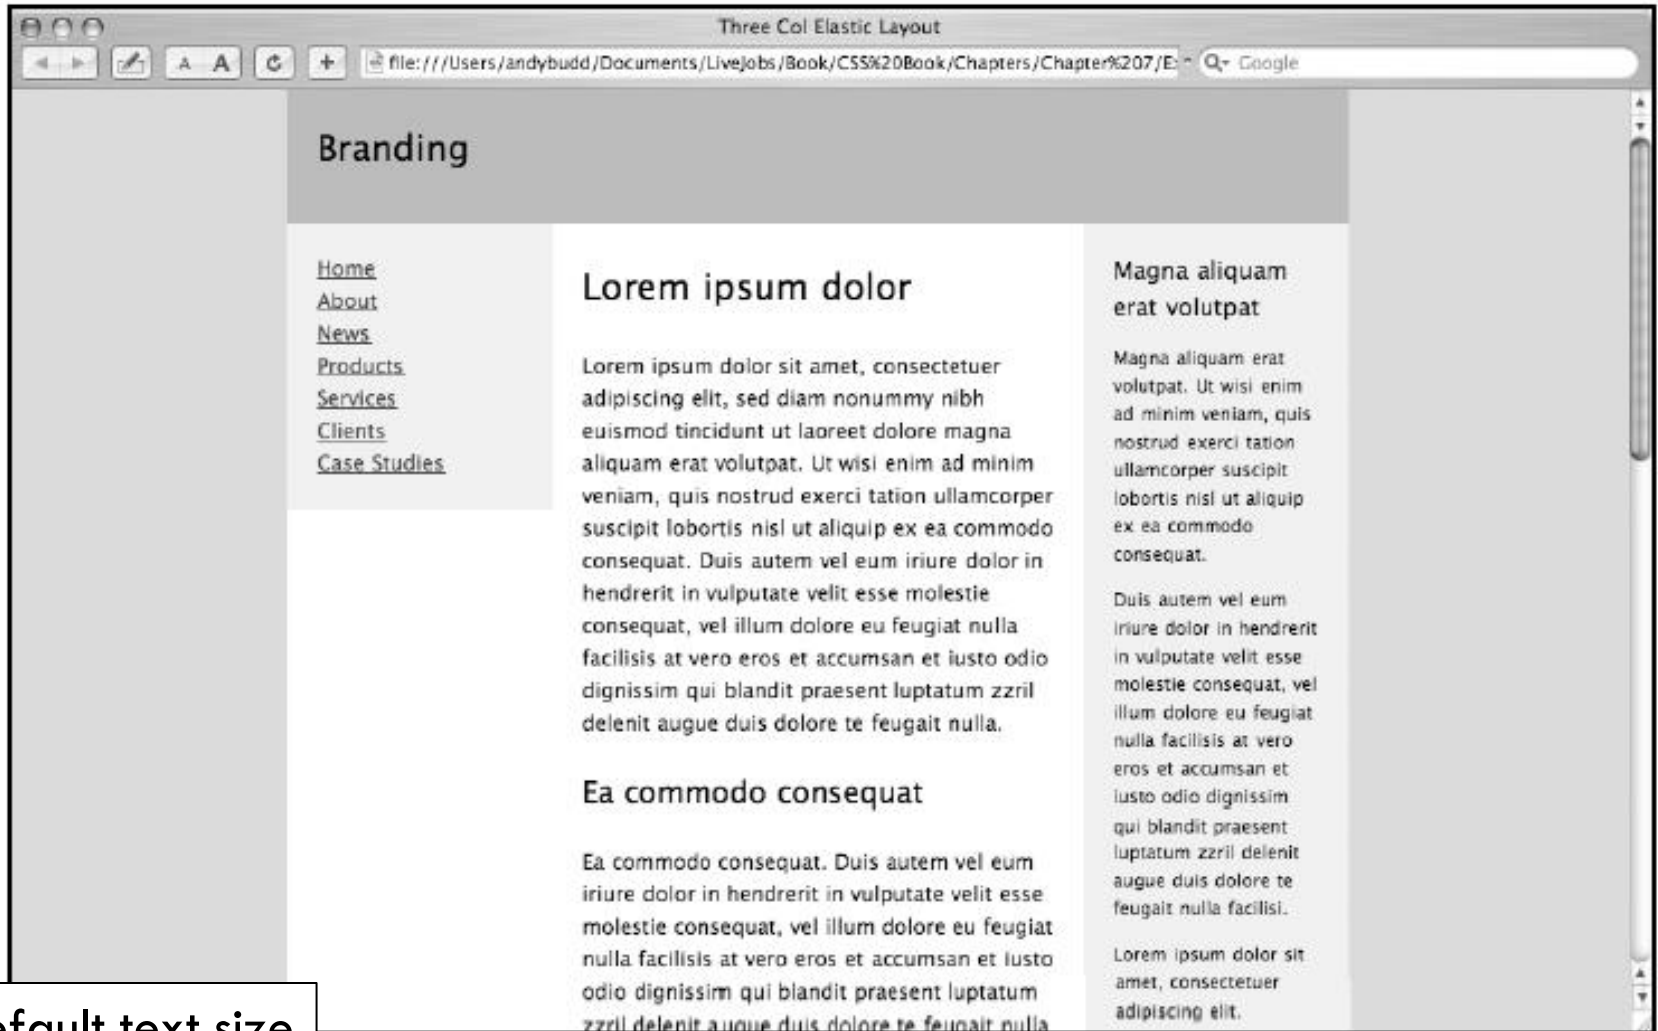 Three Col Elastic Layout
A A
file:///Users/andybudd/Documents/LiveJobs/Book/CSS%20Book/Chapters/Chapter%207/E
Google
Branding
Home
About
News
Products
Services
Clients
Case Studies
Lorem ipsum dolor
Lorem ipsum dolor sit amet, consectetuer
adipiscing elit, sed diam nonummy nibh
euismod tincidunt ut laoreet dolore magna
aliquam erat volutpat. Ut wisi enim ad minim
veniam, quis nostrud exerci tation ullamcorper
suscipit lobortis nisl ut aliquip ex ea commodo
consequat. Duis autem vel eum iriure dolor in
hendrerit in vulputate velit esse molestie
consequat, vel illum dolore eu feugiat nulla
facilisis at vero eros et accumsan et iusto odio
dignissim qui blandit praesent luptatum zzril
delenit augue duis dolore te feugait nulla.
Ea commodo consequat
Ea commodo consequat. Duis autem vel eum
iriure dolor in hendrerit in vulputate velit esse
molestie consequat, vel illum dolore eu feugiat
nulla facilisis at vero eros et accumsan et iusto
odio dignissim qui blandit praesent luptatum
zzril delenit augue duis dolore te feugait nulla
Magna aliquam
erat volutpat
Magna aliquam erat
volutpat. Ut wisi enim
ad minim veniam, quis
nostrud exerci tation
ullamcorper suscipit
lobortis nisl ut aliquip
ex ea commodo
consequat.
Duis autem vel eum
iriure dolor in hendrerit
in vulputate velit esse
molestie consequat, vel
illum dolore eu feugiat
nulla facilisis at vero
eros et accumsan et
iusto odio dignissim
qui blandit praesent
luptatum zzril delenit
augue duis dolore te
feugait nulla facilisi.
Lorem ipsum dolor sit
amet, consectetuer
adipiscing elit.
efault text size